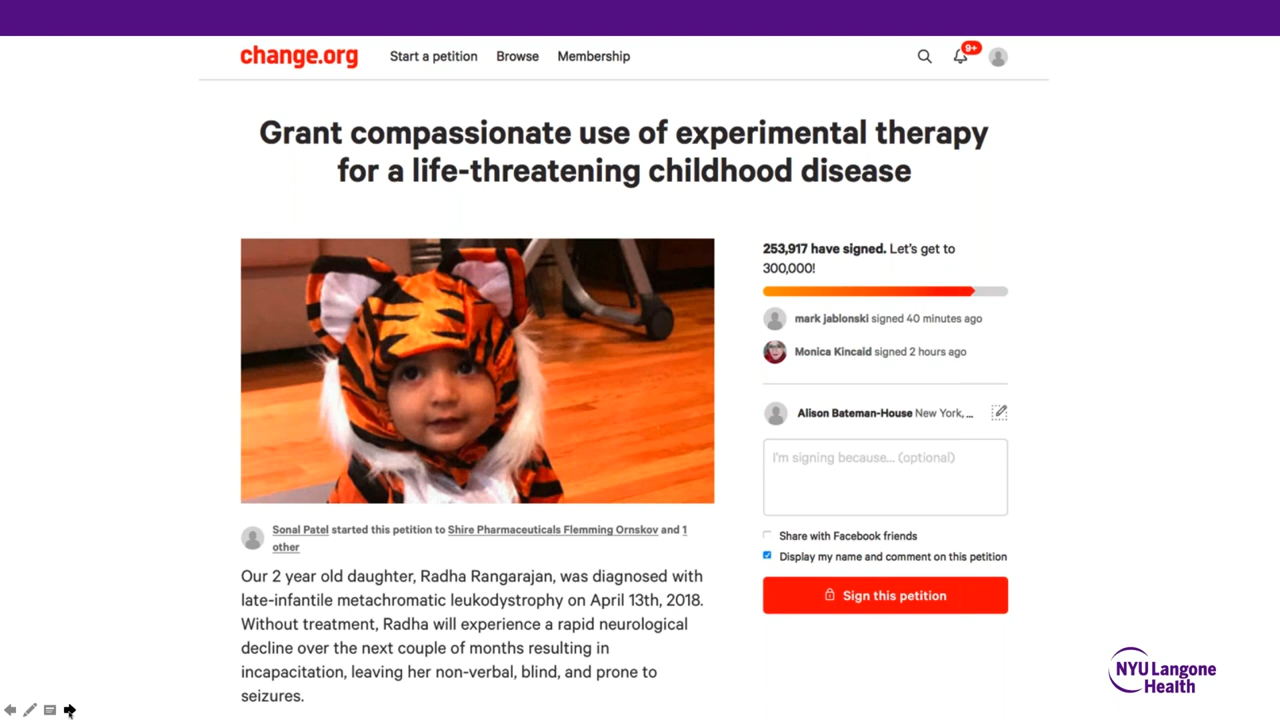 change.org
Start a petition
Browse
Membership
9+
Grant compassionate use of experimental therapy
for a life-threatening childhood disease
253,917 have signed. Let's get to
300,000!
mark jablonski signed 40 minutes ago
Monica Kincaid signed 2 hours ago
Alison Bateman-House New York, ...
I'm signing because... (optional)
Share with Facebook friends
Display my name and comment on this petition
Sign this petition
Sonal Patel started this petition to Shire Pharmaceuticals Flemming Ornskov and 1
other
Our 2 year old daughter, Radha Rangarajan, was diagnosed with
late-infantile metachromatic leukodystrophy on April 13th, 2018.
Without treatment, Radha will experience a rapid neurological
decline over the next couple of months resulting in
incapacitation, leaving her non-verbal, blind, and prone to
seizures.
NYU Langone
Health